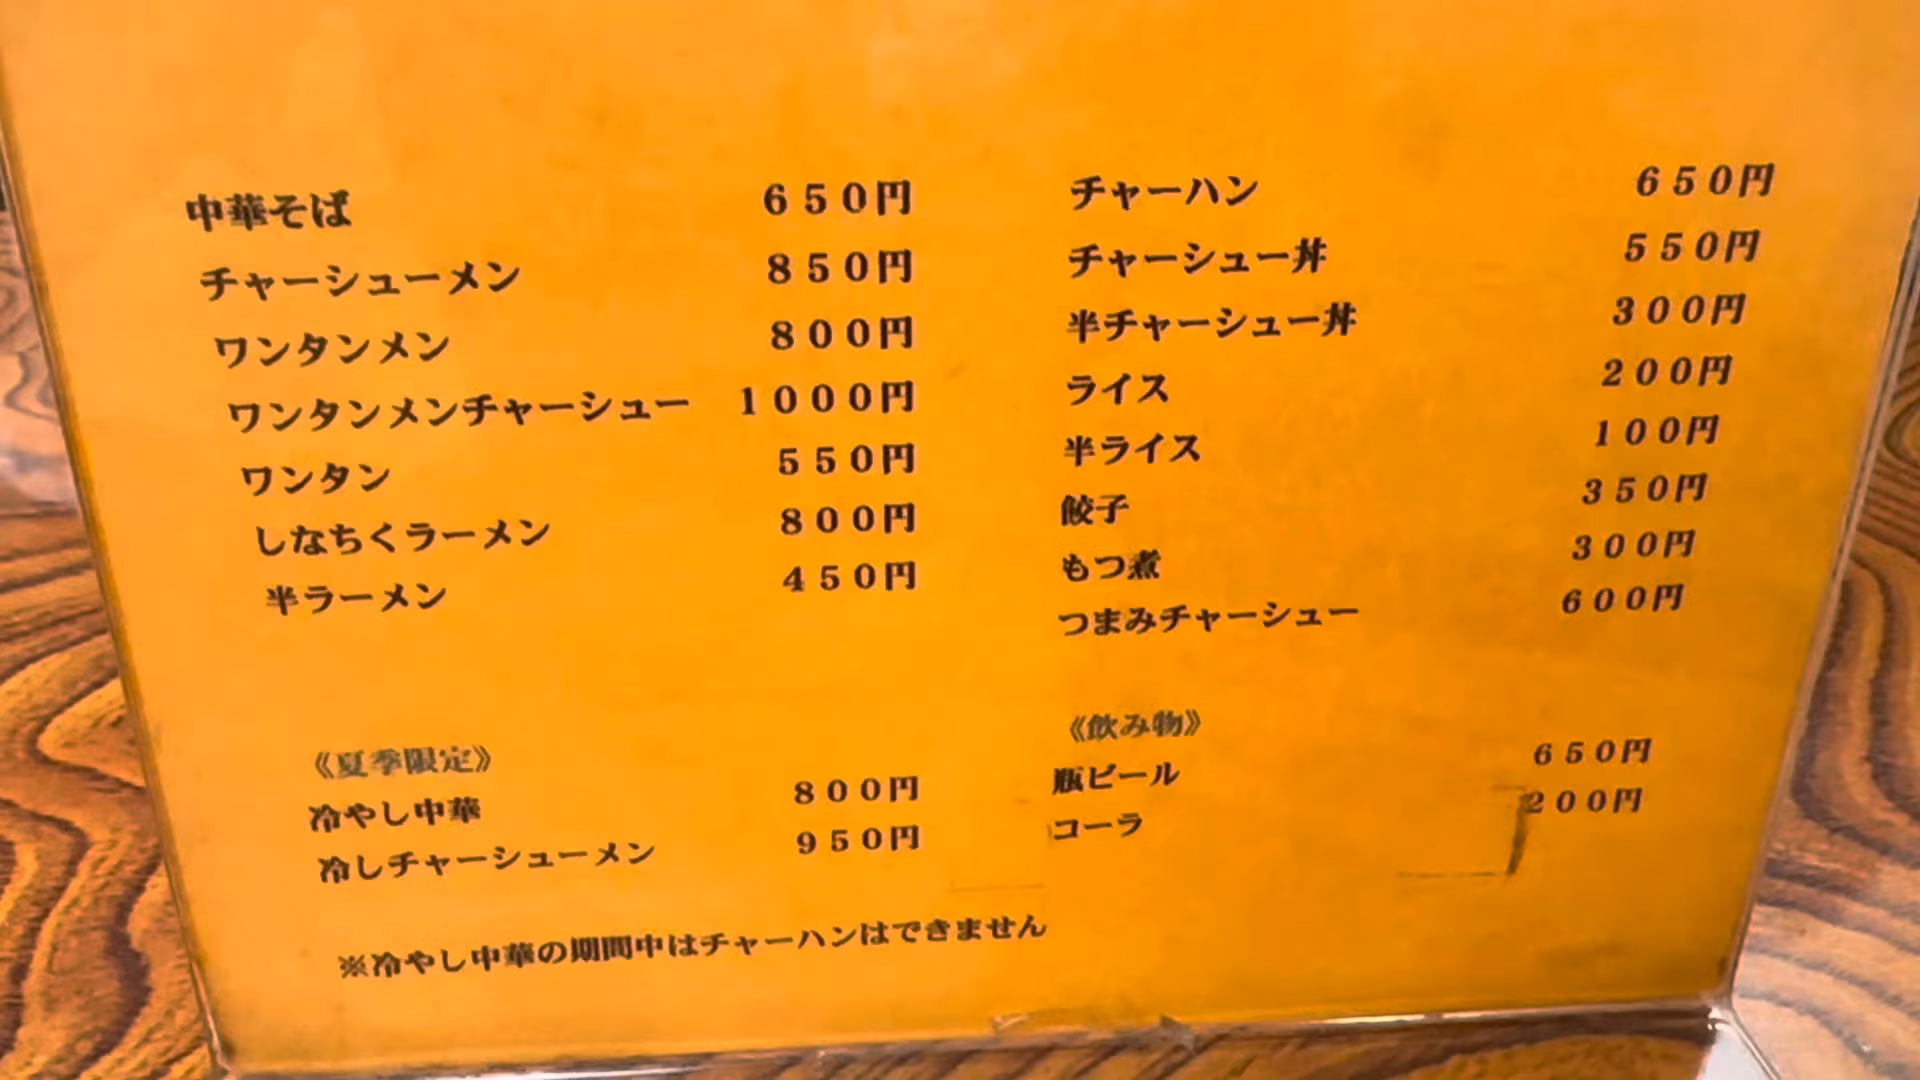 中華そば ６５０円
チャーシューメン ８５０円
ワンタンメン ８００円
ワンタンメンチャーシュー １０００円
ワンタン ５５０円
しなちくラーメン ８００円
半ラーメン ４５０円
《夏季限定》
冷やし中華 ８００円
冷しチャーシューメン ９５０円
※冷やし中華の期間中はチャーハンはできません
チャーハン ６５０円
チャーシュー丼 ５５０円
半チャーシュー丼 ３００円
ライス ２００円
半ライス １００円
餃子 ３５０円
もつ煮 ３００円
つまみチャーシュー ６００円
《飲み物》
瓶ビール ６５０円
コーラ ２００円